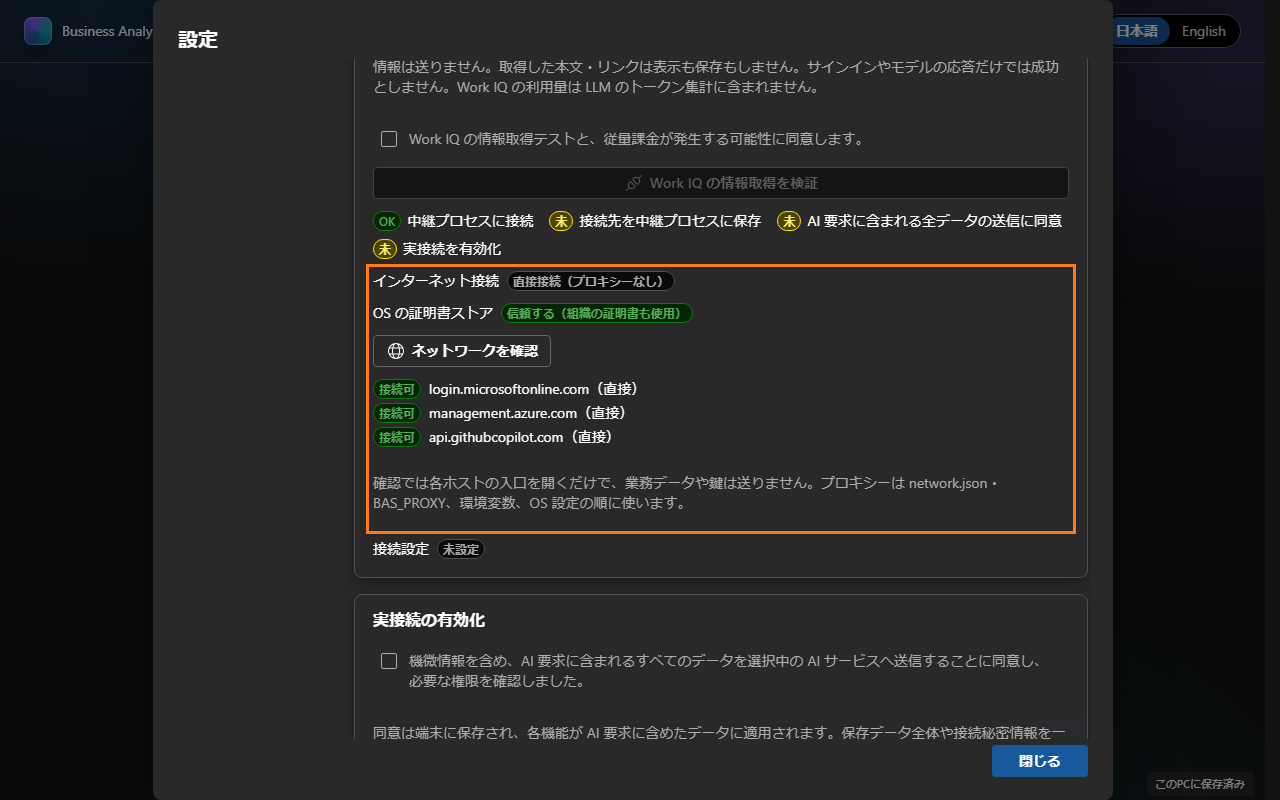 Business Analy
設定
日本語
English
情報は送りません。取得した本文・リンクは表示も保存もしません。サインインやモデルの応答だけでは成功
としません。Work IQ の利用量は LLM のトークン集計に含まれません。
Work IQ の情報取得テストと、従量課金が発生する可能性に同意します。
Work IQ の情報取得を検証
OK 中継プロセスに接続 未 接続先を中継プロセスに保存 未 AI 要求に含まれる全データの送信に同意
未 実接続を有効化
インターネット接続 直接接続（プロキシーなし）
OS の証明書ストア 信頼する（組織の証明書も使用）
ネットワークを確認
接続可 login.microsoftonline.com（直接）
接続可 management.azure.com（直接）
接続可 api.githubcopilot.com（直接）
確認では各ホストの入口を開くだけで、業務データや鍵は送りません。プロキシーは network.json・
BAS_PROXY、環境変数、OS 設定の順に使います。
接続設定 未設定
実接続の有効化
機微情報を含め、AI 要求に含まれるすべてのデータを選択中の AI サービスへ送信することに同意し、
必要な権限を確認しました。
同意は端末に保存され、各機能が AI 要求に含めたデータに適用されます。保存データ全体や接続秘密情報を一
閉じる
このPCに保存済み